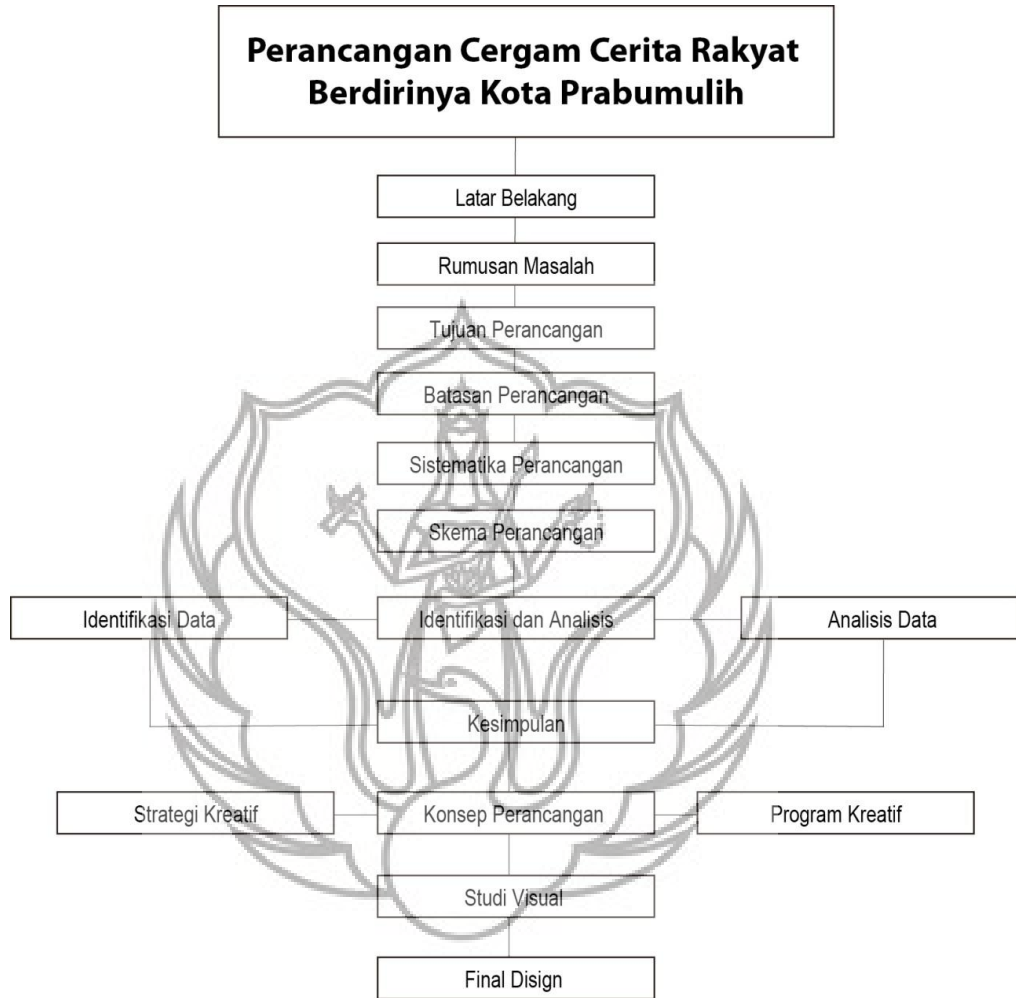 Perancangan Cergam Cerita Rakyat
Berdirinya Kota Prabumulih
Latar Belakang
Rumusan Masalah
Tujuan Perancangan
Batasan Perancangan
Sistematika Perancangan
Skema Perancangan
Identifikasi Data
Identifikasi dan Analisis
Analisis Data
Kesimpulan
Strategi Kreatif
Konsep Perancangan
Program Kreatif
Studi Visual
Final Disign